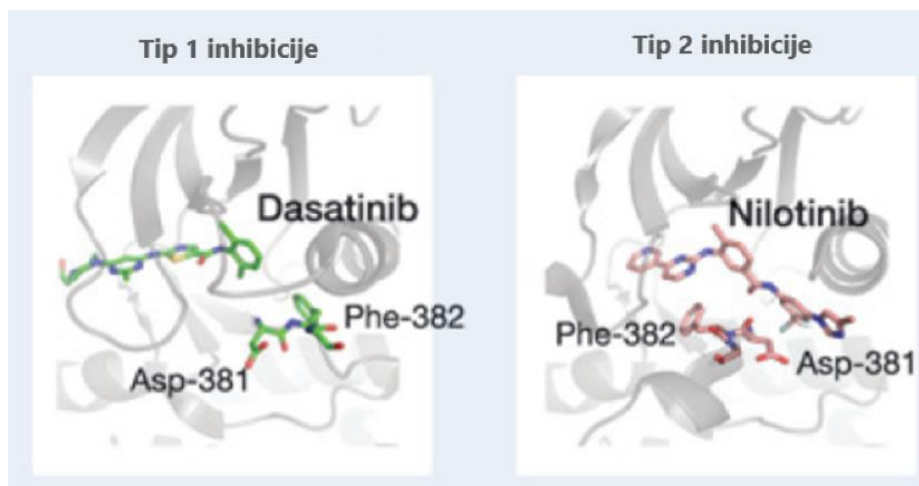 Tip 1 inhibicije
Tip 2 inhibicije
Dasatinib
Phe-382
Asp-381
Nilotinib
Phe-382
Asp-381